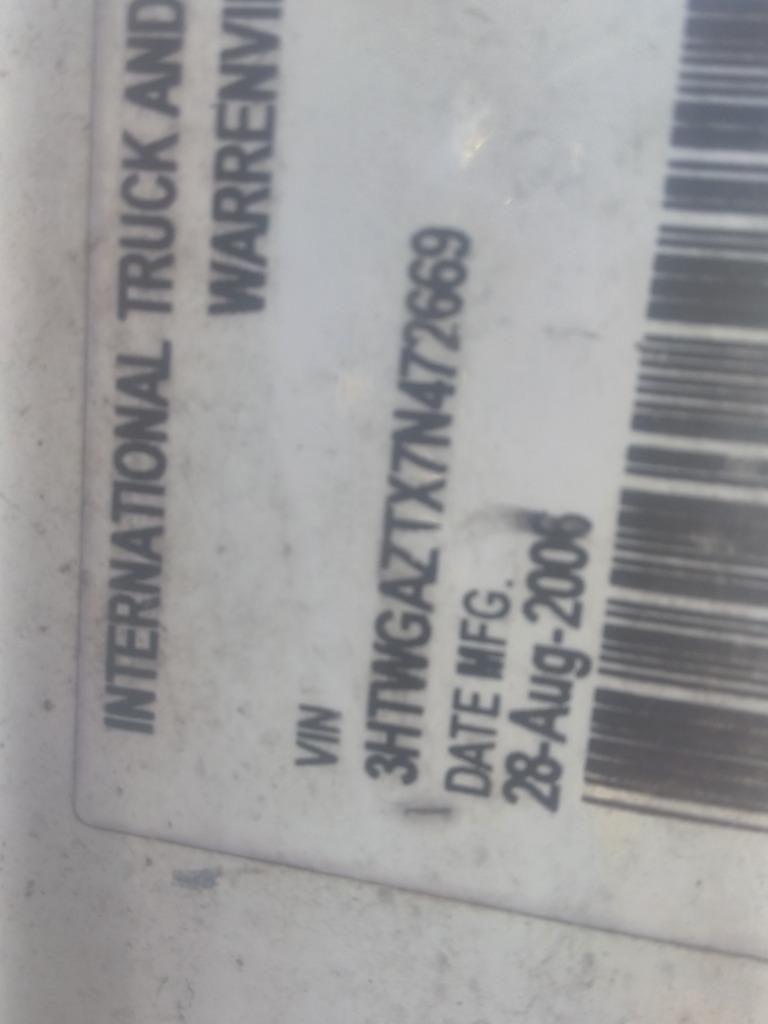 INTERNATIONAL TRUCK AND
WARRENVI
VIN
3HTWGAZTX7N472669
DATE MFG.
28-Aug-2006